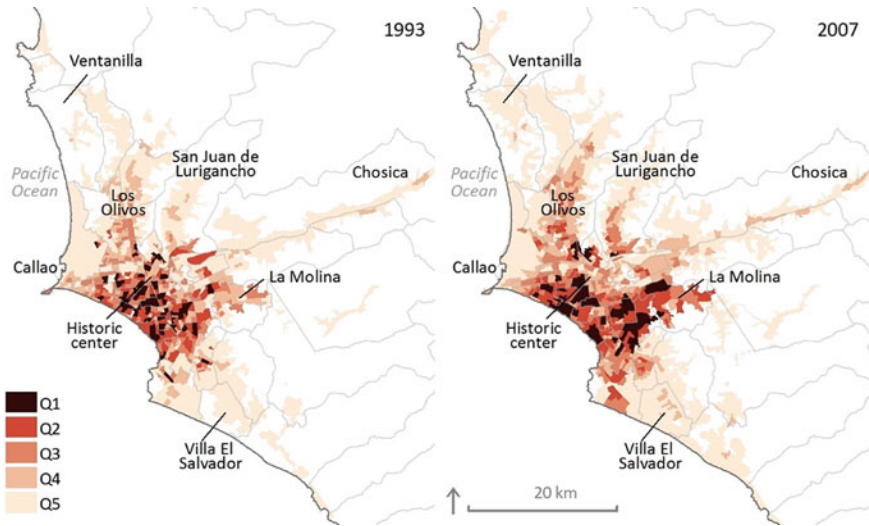 1993
Ventanilla
Pacific
Ocean
San Juan de
Lurigancho
Chosica
Los
Olivos
Callao
La Molina
Historic
center
Villa El
Salvador
Q1
Q2
Q3
Q4
Q5
2007
Ventanilla
Pacific
Ocean
San Juan de
Lurigancho
Chosica
Los
Olivos
Callao
La Molina
Historic
center
Villa El
Salvador
20 km